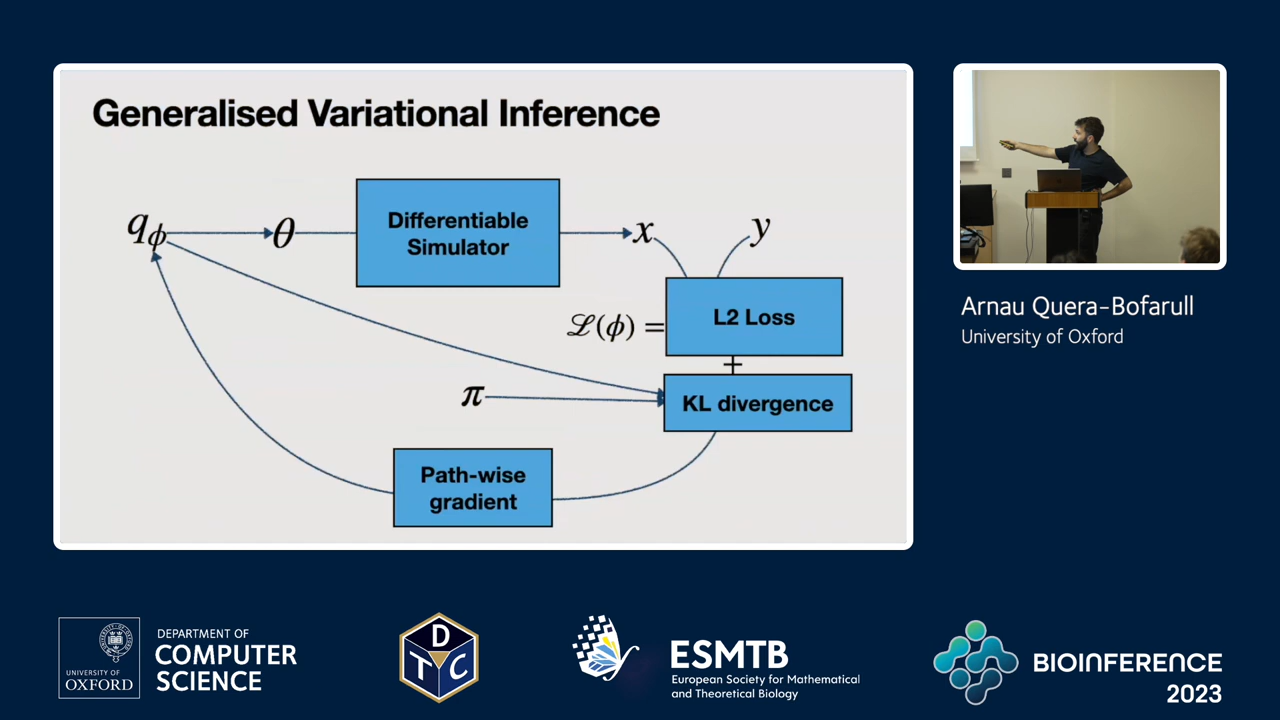 Generalised Variational Inference
qϕ
θ
Differentiable
Simulator
x
y
ℒ(ϕ) =
L2 Loss
+
π
KL divergence
Path-wise
gradient
Arnau Quera-Bofarull
University of Oxford
UNIVERSITY OF
OXFORD
DEPARTMENT OF
COMPUTER
SCIENCE
D
T C
ESMTB
European Society for Mathematical
and Theoretical Biology
BIOINFERENCE
2023